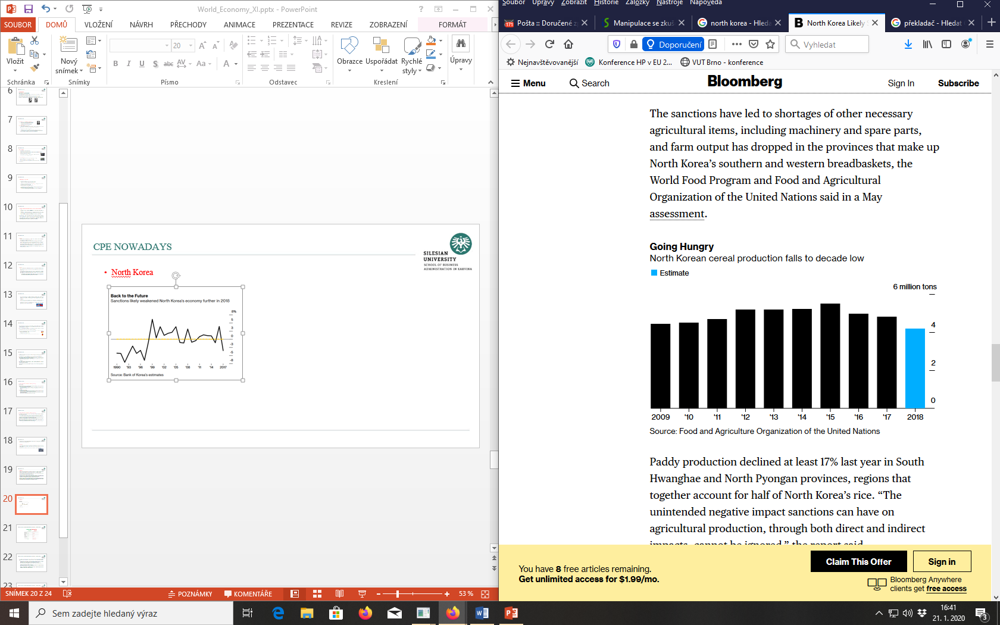 World_Economy_XI.pptx - PowerPoint
SOUBOR DOMŮ VLOŽENÍ NÁVRH PŘECHODY ANIMACE PREZENTACE REVIZE ZOBRAZENÍ FORMÁT
Vložit
Nový
snímek
20
B I U S abc AV Aa A
Obrazce Uspořádat Rychlé
styly
Úpravy
Schránka Snímky Písmo Odstavec Kreslení
6
7
8
9
10
11
12
13
14
15
16
17
18
19
20
21
22
23
CPE NOWADAYS
SILESIAN
UNIVERSITY
SCHOOL OF BUSINESS
ADMINISTRATION IN KARVINA
• North Korea
Back to the Future
Sanctions likely weakened North Korea's economy further in 2018
8%
5
3
0
-3
-5
-8
1990 '93 '96 '99 '02 '05 '08 '11 '14 2017
Source: Bank of Korea's estimates
SNÍMEK 20 Z 24 POZNÁMKY KOMENTÁŘE 53 %
Soubor Úpravy Zobrazit Historie Záložky Nástroje Nápověda
171 Pošta :: Doručené Manipulace se zkuš north korea - Hleda North Korea Likely překladač - Hledat
Doporučení
Vyhledat
Nejnavštěvovanější Konference HP v EU 2... VUT Brno - konference
Menu Search Bloomberg Sign In Subscribe
The sanctions have led to shortages of other necessary
agricultural items, including machinery and spare parts,
and farm output has dropped in the provinces that make up
North Korea’s southern and western breadbaskets, the
World Food Program and Food and Agricultural
Organization of the United Nations said in a May
assessment.
Going Hungry
North Korean cereal production falls to decade low
Estimate
6 million tons
4
2
0
2009 '10 '11 '12 '13 '14 '15 '16 '17 2018
Source: Food and Agriculture Organization of the United Nations
Paddy production declined at least 17% last year in South
Hwanghae and North Pyongan provinces, regions that
together account for half of North Korea’s rice. “The
unintended negative impact sanctions can have on
agricultural production, through both direct and indirect
impacts, cannot be ignored,” the report said.
You have 8 free articles remaining.
Get unlimited access for $1.99/mo.
Claim This Offer Sign in
Bloomberg Anywhere
clients get free access
Sem zadejte hledaný výraz
16:41
21. 1. 2020
3